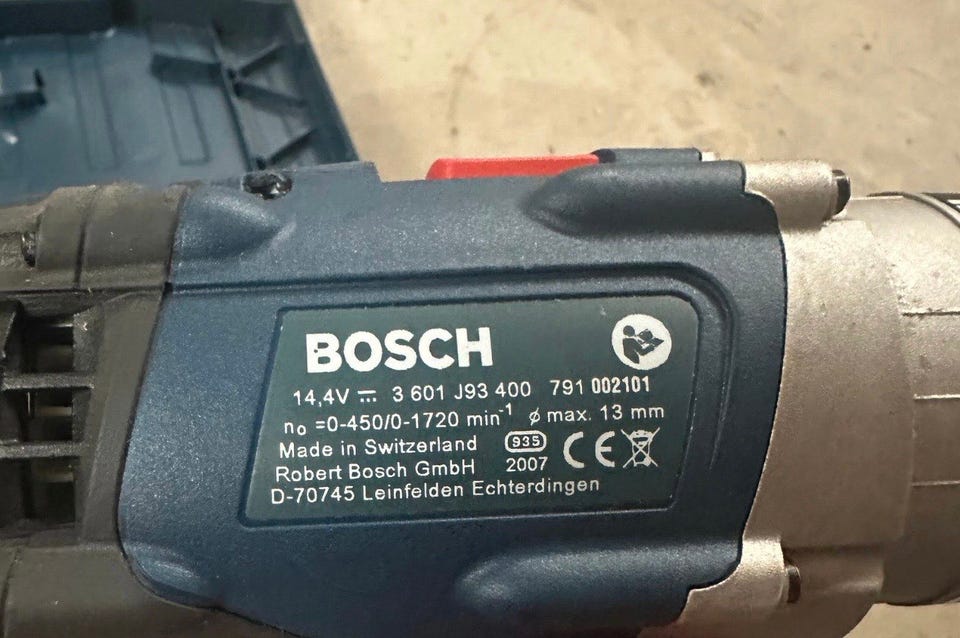 BOSCH
14,4V ⎓ 3 601 J93 400 791 002101
n₀ =0-450/0-1720 min⁻¹ ø max. 13 mm
Made in Switzerland 935
Robert Bosch GmbH 2007 CE
D-70745 Leinfelden Echterdingen